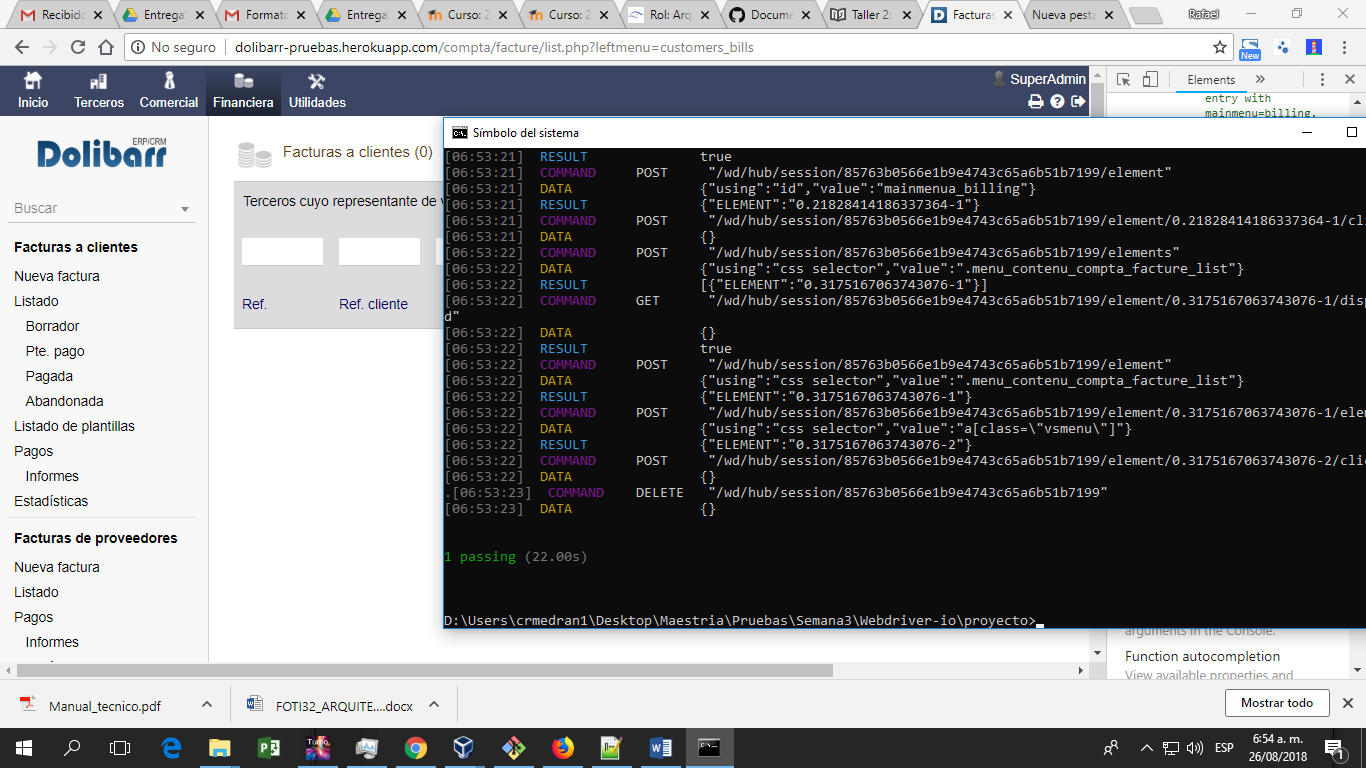 Recibido
EntregaS
Formato
Entrega
Curso: 2
Curso: 2
Rol: Arq
Docume
Taller 2:
Facturas
Nueva pesta
Rafael
No seguro
dolibarr-pruebas.herokuapp.com/compta/facture/list.php?leftmenu=customers_bills
New
Inicio
Terceros
Comercial
Financiera
Utilidades
SuperAdmin
Elements
entry with
mainmenu=billing.
DOLIBARR
ERP/CRM
Buscar
Facturas a clientes
Nueva factura
Listado
Borrador
Pte. pago
Pagada
Abandonada
Listado de plantillas
Pagos
Informes
Estadísticas
Facturas de proveedores
Nueva factura
Listado
Pagos
Informes
Facturas a clientes (0)
Terceros cuyo representante de v
Ref.
Ref. cliente
Símbolo del sistema
[06:53:21] RESULT true
[06:53:21] COMMAND POST "/wd/hub/session/85763b0566e1b9e4743c65a6b51b7199/element"
[06:53:21] DATA {"using":"id","value":"mainmenua_billing"}
[06:53:21] RESULT {"ELEMENT":"0.21828414186337364-1"}
[06:53:21] COMMAND POST "/wd/hub/session/85763b0566e1b9e4743c65a6b51b7199/element/0.21828414186337364-1/cli
[06:53:21] DATA {}
[06:53:22] COMMAND POST "/wd/hub/session/85763b0566e1b9e4743c65a6b51b7199/elements"
[06:53:22] DATA {"using":"css selector","value":".menu_contenu_compta_facture_list"}
[06:53:22] RESULT [{"ELEMENT":"0.3175167063743076-1"}]
[06:53:22] COMMAND GET "/wd/hub/session/85763b0566e1b9e4743c65a6b51b7199/element/0.3175167063743076-1/disp
d"
[06:53:22] DATA {}
[06:53:22] RESULT true
[06:53:22] COMMAND POST "/wd/hub/session/85763b0566e1b9e4743c65a6b51b7199/element"
[06:53:22] DATA {"using":"css selector","value":".menu_contenu_compta_facture_list"}
[06:53:22] RESULT {"ELEMENT":"0.3175167063743076-1"}
[06:53:22] COMMAND POST "/wd/hub/session/85763b0566e1b9e4743c65a6b51b7199/element/0.3175167063743076-1/elem
[06:53:22] DATA {"using":"css selector","value":"a[class=\"vsmenu\"]"}
[06:53:22] RESULT {"ELEMENT":"0.3175167063743076-2"}
[06:53:22] COMMAND POST "/wd/hub/session/85763b0566e1b9e4743c65a6b51b7199/element/0.3175167063743076-2/clic
[06:53:22] DATA {}
.[06:53:23] COMMAND DELETE "/wd/hub/session/85763b0566e1b9e4743c65a6b51b7199"
[06:53:23] DATA {}
1 passing (22.00s)
D:\Users\crmedran1\Desktop\Maestria\Pruebas\Semana3\Webdriver-io\proyecto>
arguments in the Console.
Function autocompletion
View available properties and
Manual_tecnico.pdf
FOTI32_ARQUITE....docx
Mostrar todo
ESP
6:54 a. m.
26/08/2018
1